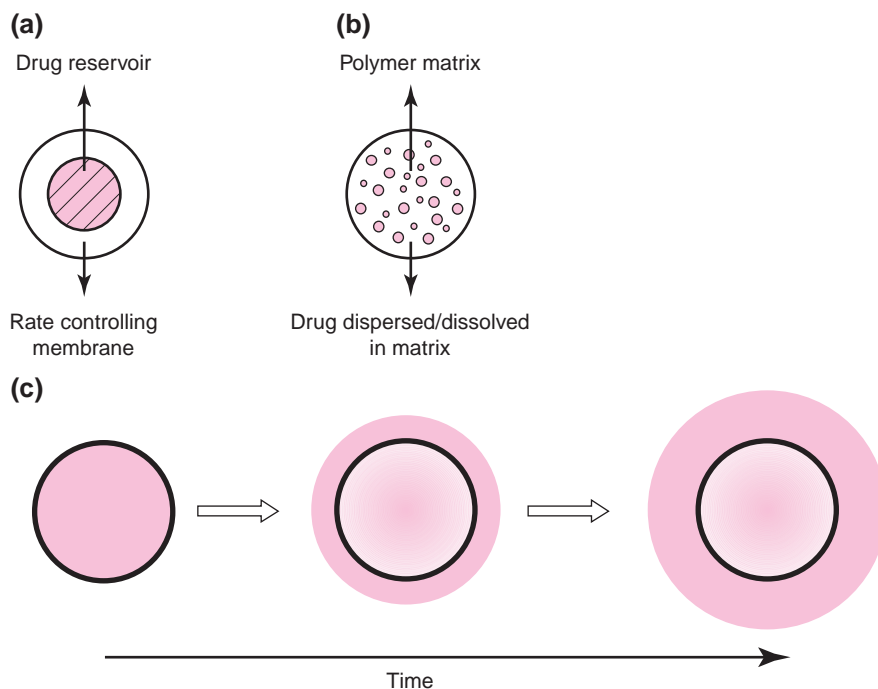 (a)
Drug reservoir
Rate controlling
membrane
(b)
Polymer matrix
Drug dispersed/dissolved
in matrix
(c)
Time